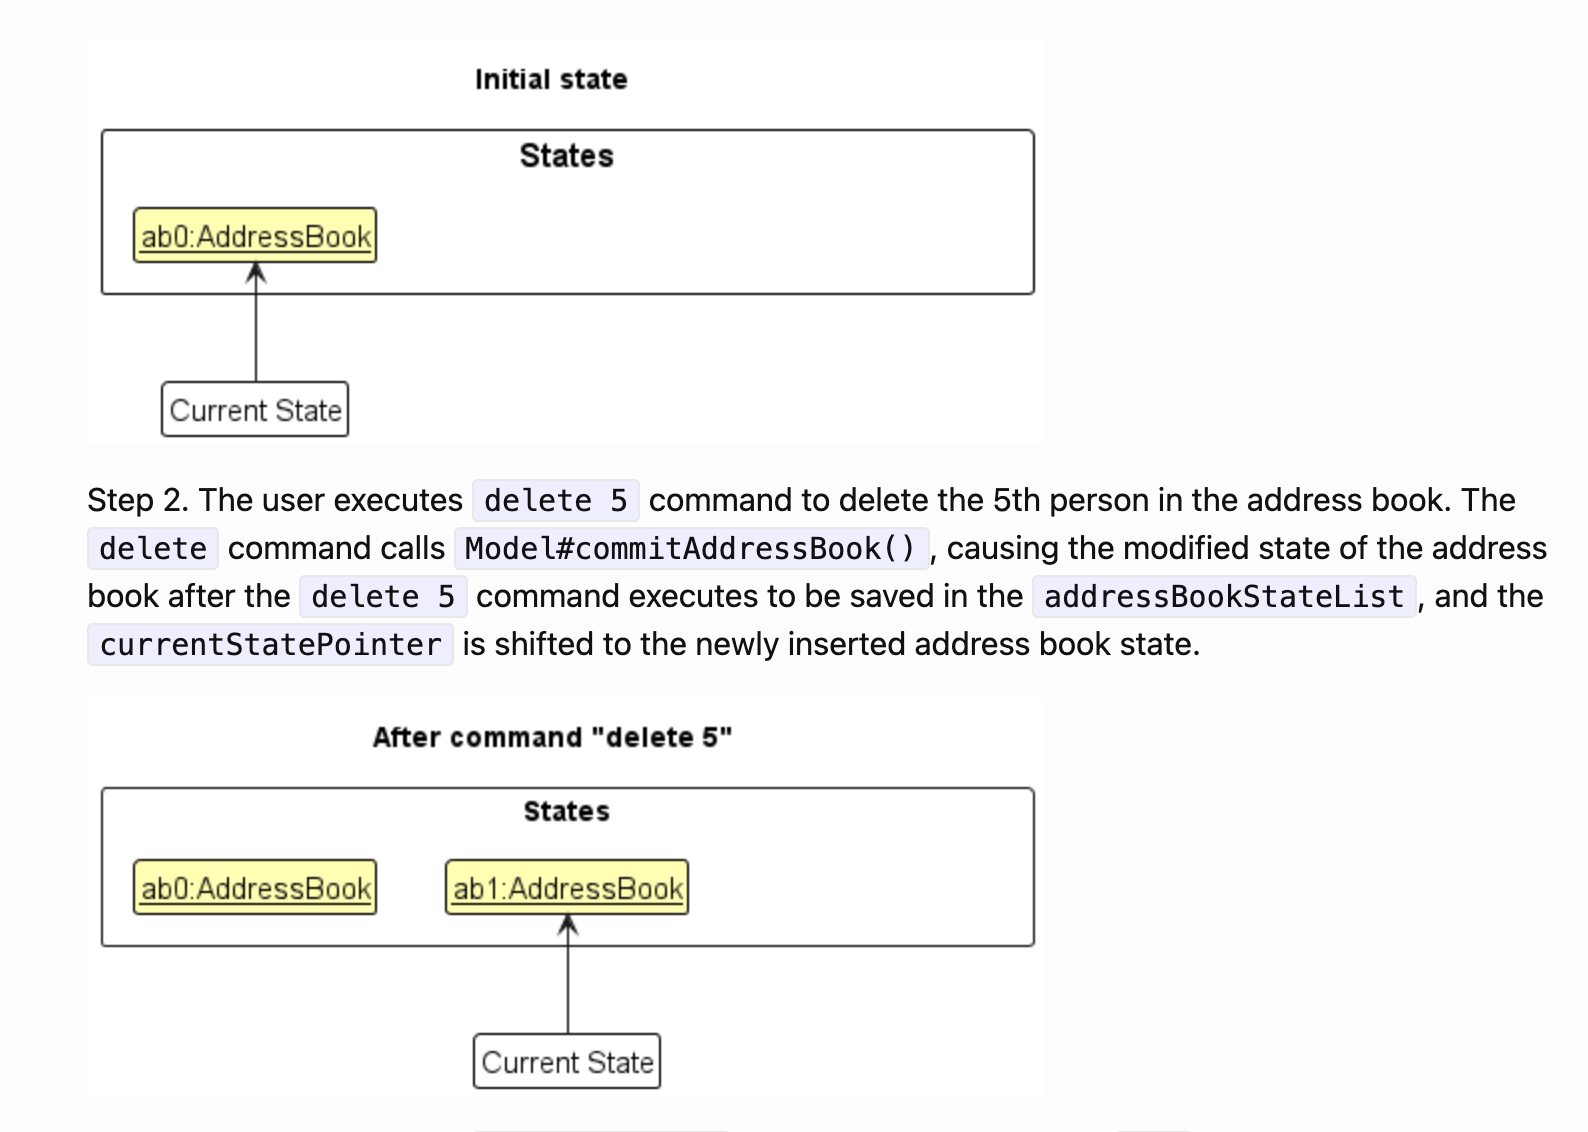 Initial state
States
ab0:AddressBook
Current State
Step 2. The user executes delete 5 command to delete the 5th person in the address book. The
delete command calls Model#commitAddressBook(), causing the modified state of the address
book after the delete 5 command executes to be saved in the addressBookStateList, and the
currentStatePointer is shifted to the newly inserted address book state.
After command "delete 5"
States
ab0:AddressBook ab1:AddressBook
Current State